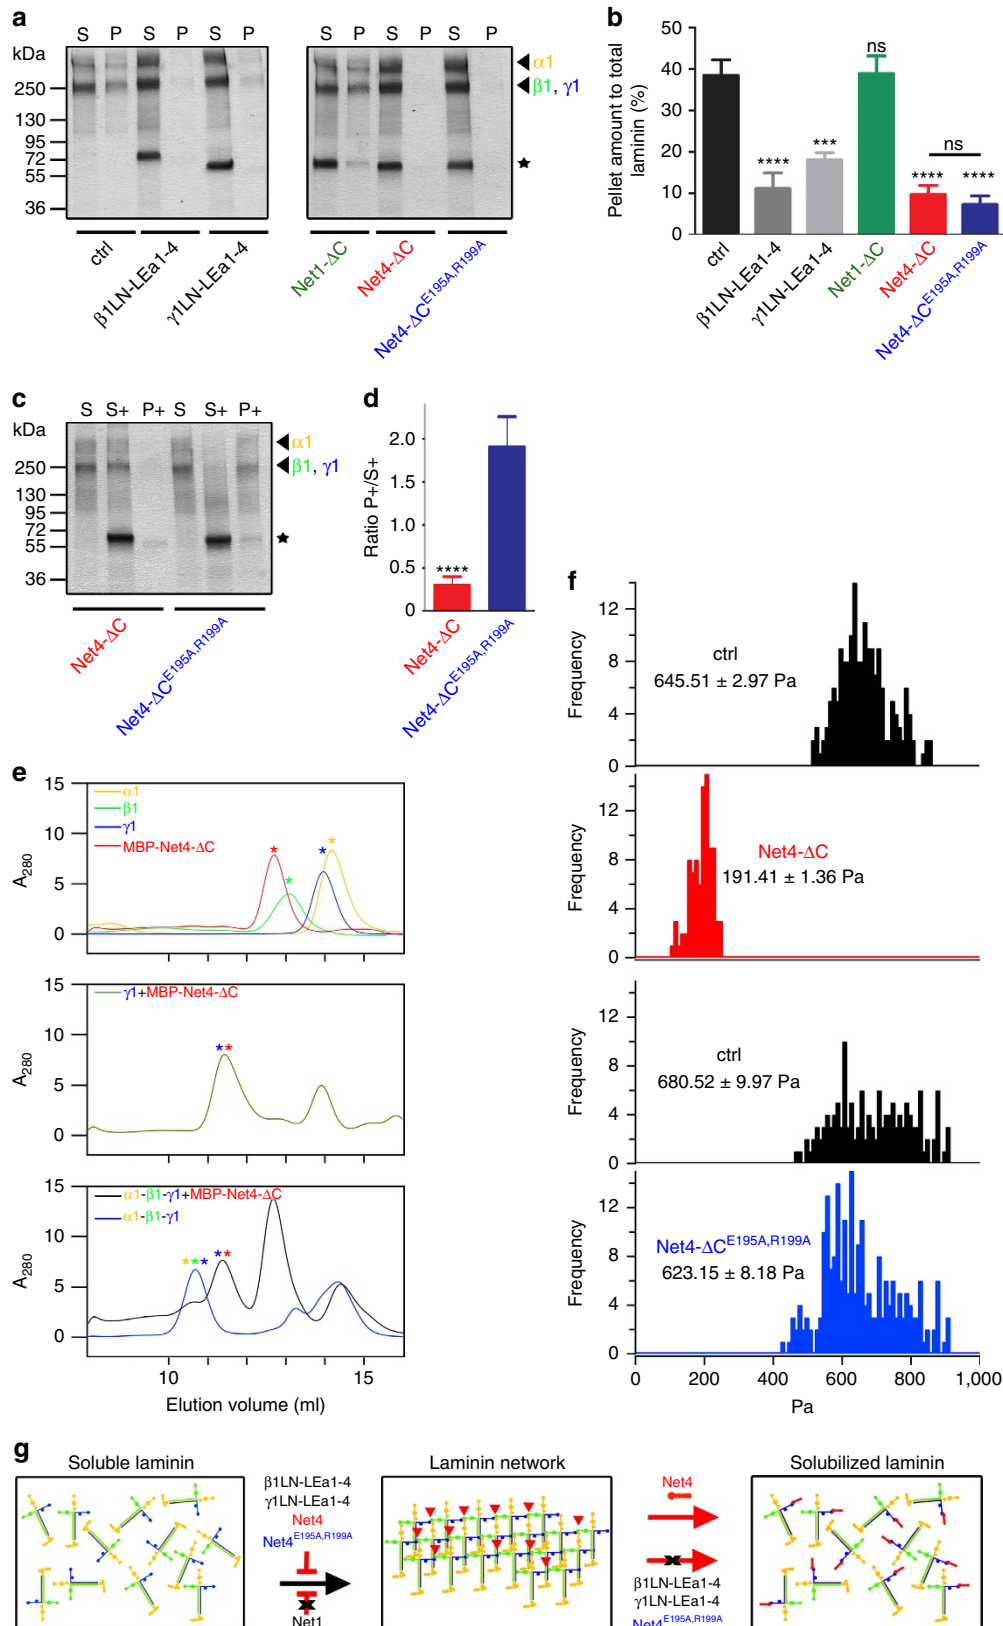 a
S P S P S P
S P S P S P
kDa
250
130
95
72
55
36
α1
β1, γ1
ctrl
β1LN-LEa1-4
γ1LN-LEa1-4
Net1-ΔC
Net4-ΔC
Net4-ΔCE195A,R199A
b
Pellet amount to total laminin (%)
50
40
30
20
10
0
****
***
ns
ns
**** ****
ctrl
β1LN-LEa1-4
γ1LN-LEa1-4
Net1-ΔC
Net4-ΔC
Net4-ΔCE195A,R199A
c
S S+ P+ S S+ P+
kDa
250
130
95
72
55
36
α1
β1, γ1
Net4-ΔC
Net4-ΔCE195A,R199A
d
Ratio P+/S+
2.0
1.5
1.0
0.5
0
****
Net4-ΔC
Net4-ΔCE195A,R199A
e
15
10
5
0
A280
α1
β1
γ1
MBP-Net4-ΔC
* * * *
15
10
5
0
A280
γ1+MBP-Net4-ΔC
**
15
10
5
0
A280
α1-β1-γ1+MBP-Net4-ΔC
α1-β1-γ1
*** **
10 15
Elution volume (ml)
f
Frequency
12
8
4
0
ctrl
645.51 ± 2.97 Pa
Frequency
12
8
4
0
Net4-ΔC
191.41 ± 1.36 Pa
Frequency
12
8
4
0
ctrl
680.52 ± 9.97 Pa
Frequency
12
8
4
0
Net4-ΔCE195A,R199A
623.15 ± 8.18 Pa
0 200 400 600 800 1,000
Pa
g
Soluble laminin
β1LN-LEa1-4
γ1LN-LEa1-4
Net4
Net4E195A,R199A
Net1
Laminin network
Net4
β1LN-LEa1-4
γ1LN-LEa1-4
Net4E195A,R199A
Solubilized laminin